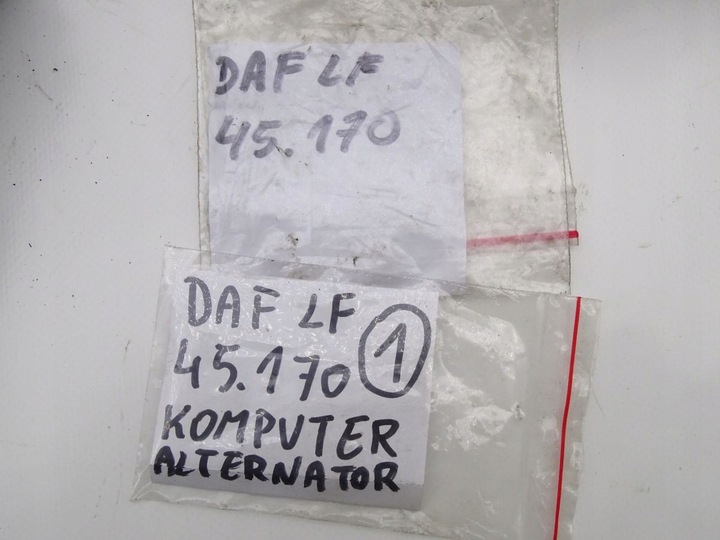 DAF LF
45.170
DAF LF
45.170 1
KOMPUTER
ALTERNATOR